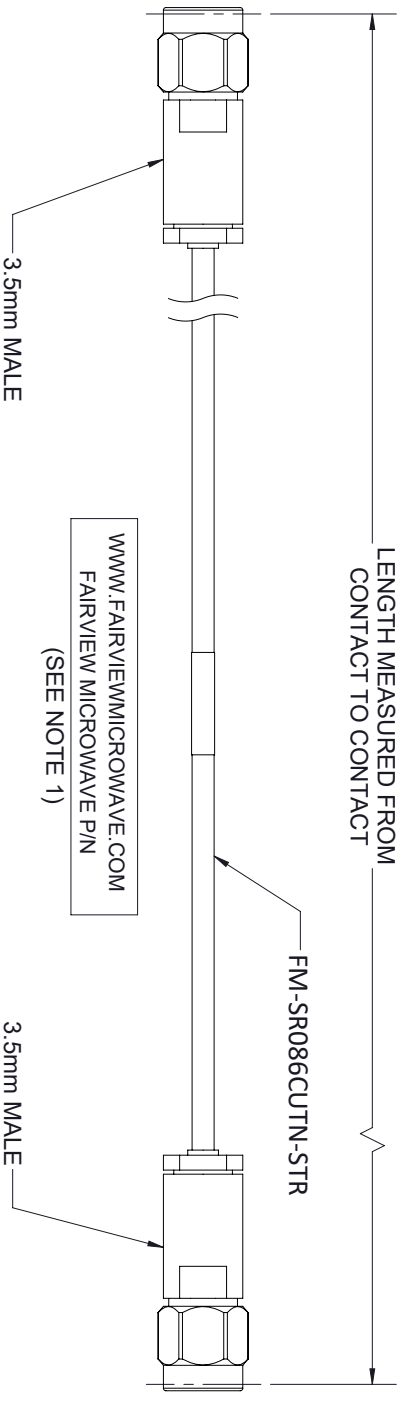 LENGTH MEASURED FROM
CONTACT TO CONTACT
FM-SR086CUTN-STR
WWW.FAIRVIEWMICROWAVE.COM
FAIRVIEW MICROWAVE P/N
(SEE NOTE 1)
3.5mm MALE
3.5mm MALE